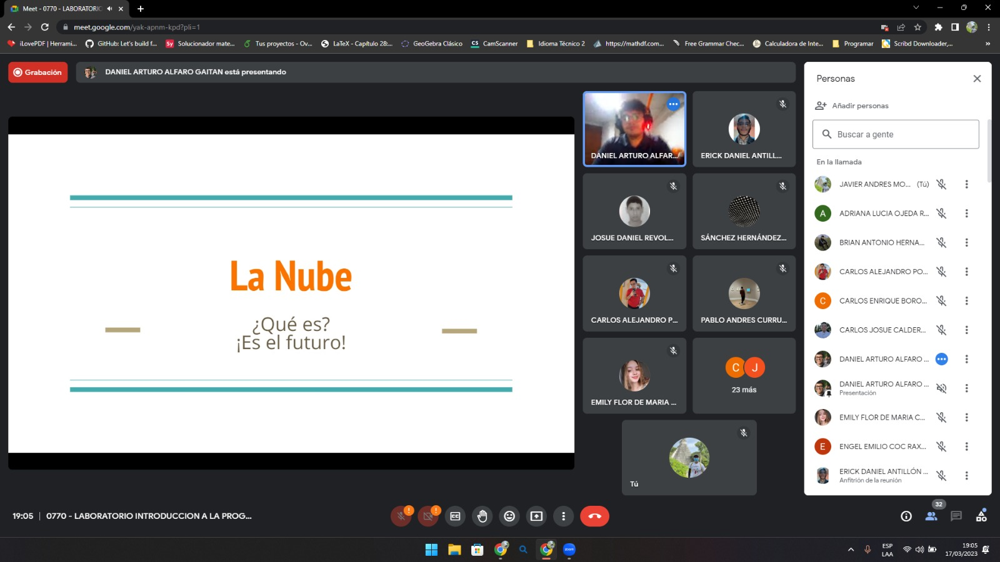 Meet - 0770 - LABORATORIO
meet.google.com/yak-apnm-kpd?pli=1
iLovePDF | Herrami...
GitHub: Let's build f...
Sy
Solucionador mate...
Tus proyectos - Ov...
LaTeX - Capítulo 28:...
GeoGebra Clásico
CS
CamScanner
Idioma Técnico 2
https://mathdf.com...
Free Grammar Chec...
Calculadora de Inte...
Programar
Scribd Downloader,...
»
Grabación
DANIEL ARTURO ALFARO GAITAN está presentando
La Nube
¿Qué es?
¡Es el futuro!
DANIEL ARTURO ALFAR...
ERICK DANIEL ANTILL...
JOSUE DANIEL REVOL...
SÁNCHEZ HERNÁNDEZ...
CARLOS ALEJANDRO P...
PABLO ANDRES CURRU...
EMILY FLOR DE MARIA ...
C J
23 más
Tú
Personas
Añadir personas
Buscar a gente
En la llamada
JAVIER ANDRES MO... (Tú)
A
ADRIANA LUCIA OJEDA R...
BRIAN ANTONIO HERNA...
CARLOS ALEJANDRO PO...
C
CARLOS ENRIQUE BORO...
CARLOS JOSUE CALDER...
DANIEL ARTURO ALFARO ...
DANIEL ARTURO ALFARO ...
Presentación
EMILY FLOR DE MARIA C...
E
ENGEL EMILIO COC RAX...
ERICK DANIEL ANTILLÓN ...
Anfitrión de la reunión
19:05 | 0770 - LABORATORIO INTRODUCCION A LA PROG...
32
zoom
ESP
LAA
19:05
17/03/2023